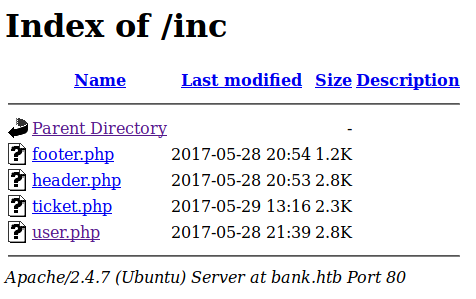 Index of /inc
Name Last modified Size Description
Parent Directory -
footer.php 2017-05-28 20:54 1.2K
header.php 2017-05-28 20:53 2.8K
ticket.php 2017-05-29 13:16 2.3K
user.php 2017-05-28 21:39 2.8K
Apache/2.4.7 (Ubuntu) Server at bank.htb Port 80